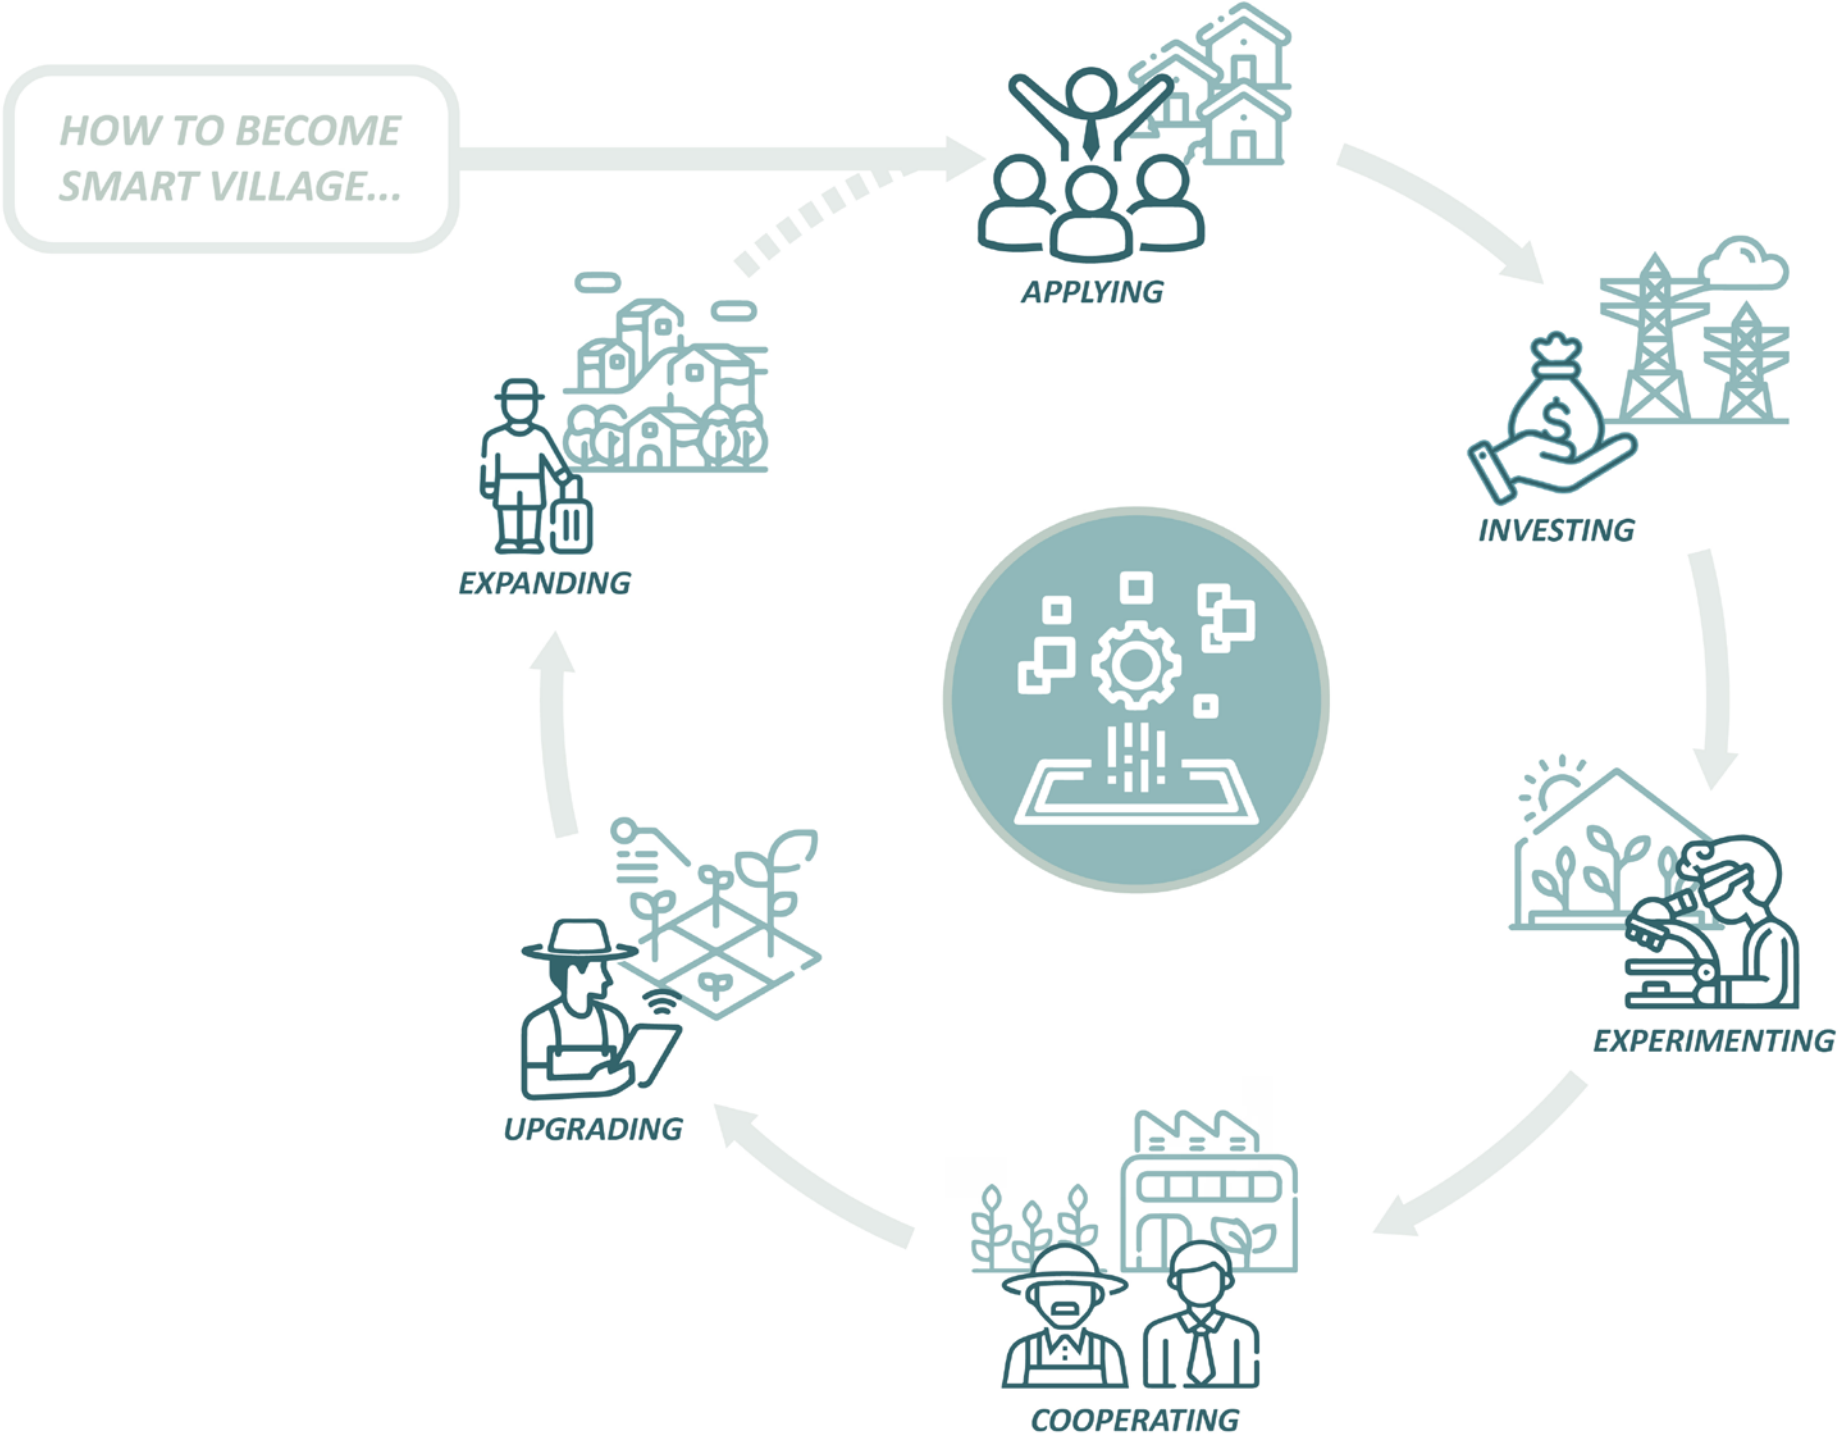 HOW TO BECOME
SMART VILLAGE...
APPLYING
$
INVESTING
EXPERIMENTING
COOPERATING
UPGRADING
EXPANDING